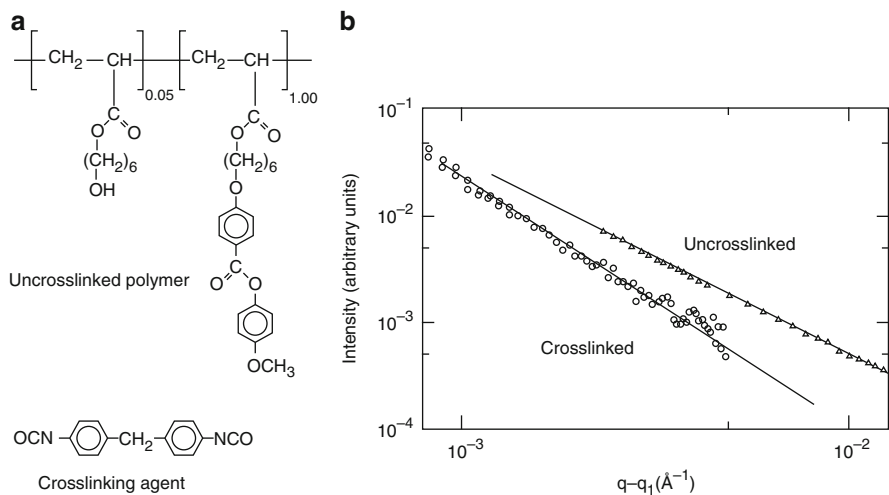 a
CH2 CH CH2 CH
0.05 1.00
C C
O O O O
(CH2)6 (CH2)6
OH O
Uncrosslinked polymer
C
O O
OCH3
OCN CH2 NCO
Crosslinking agent
b
Intensity (arbitrary units)
10−1
10−2
10−3
10−4
Uncrosslinked
Crosslinked
10−3 10−2
q–q1(Å−1)